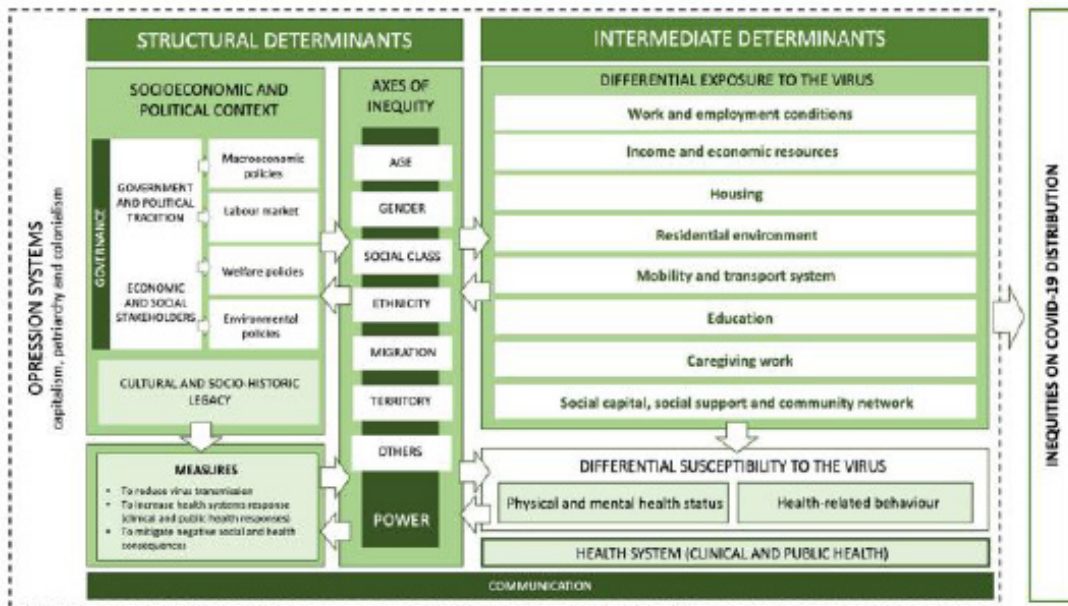 OPRESSION SYSTEMS
capitalism, patriarchy and colonialism
STRUCTURAL DETERMINANTS
SOCIOECONOMIC AND
POLITICAL CONTEXT
GOVERNANCE
GOVERNMENT
AND POLITICAL
TRADITION
ECONOMIC
AND SOCIAL
STAKEHOLDERS
Macroeconomic
policies
Labour market
Welfare policies
Environmental
policies
CULTURAL AND SOCIO-HISTORIC
LEGACY
MEASURES
• To reduce virus transmission
• To increase health systems response
(clinical and public health responses)
• To mitigate negative social and health
consequences
AXES OF
INEQUITY
AGE
GENDER
SOCIAL CLASS
ETHNICITY
MIGRATION
TERRITORY
OTHERS
POWER
INTERMEDIATE DETERMINANTS
DIFFERENTIAL EXPOSURE TO THE VIRUS
Work and employment conditions
Income and economic resources
Housing
Residential environment
Mobility and transport system
Education
Caregiving work
Social capital, social support and community network
DIFFERENTIAL SUSCEPTIBILITY TO THE VIRUS
Physical and mental health status
Health-related behaviour
HEALTH SYSTEM (CLINICAL AND PUBLIC HEALTH)
COMMUNICATION
INEQUITIES ON COVID-19 DISTRIBUTION